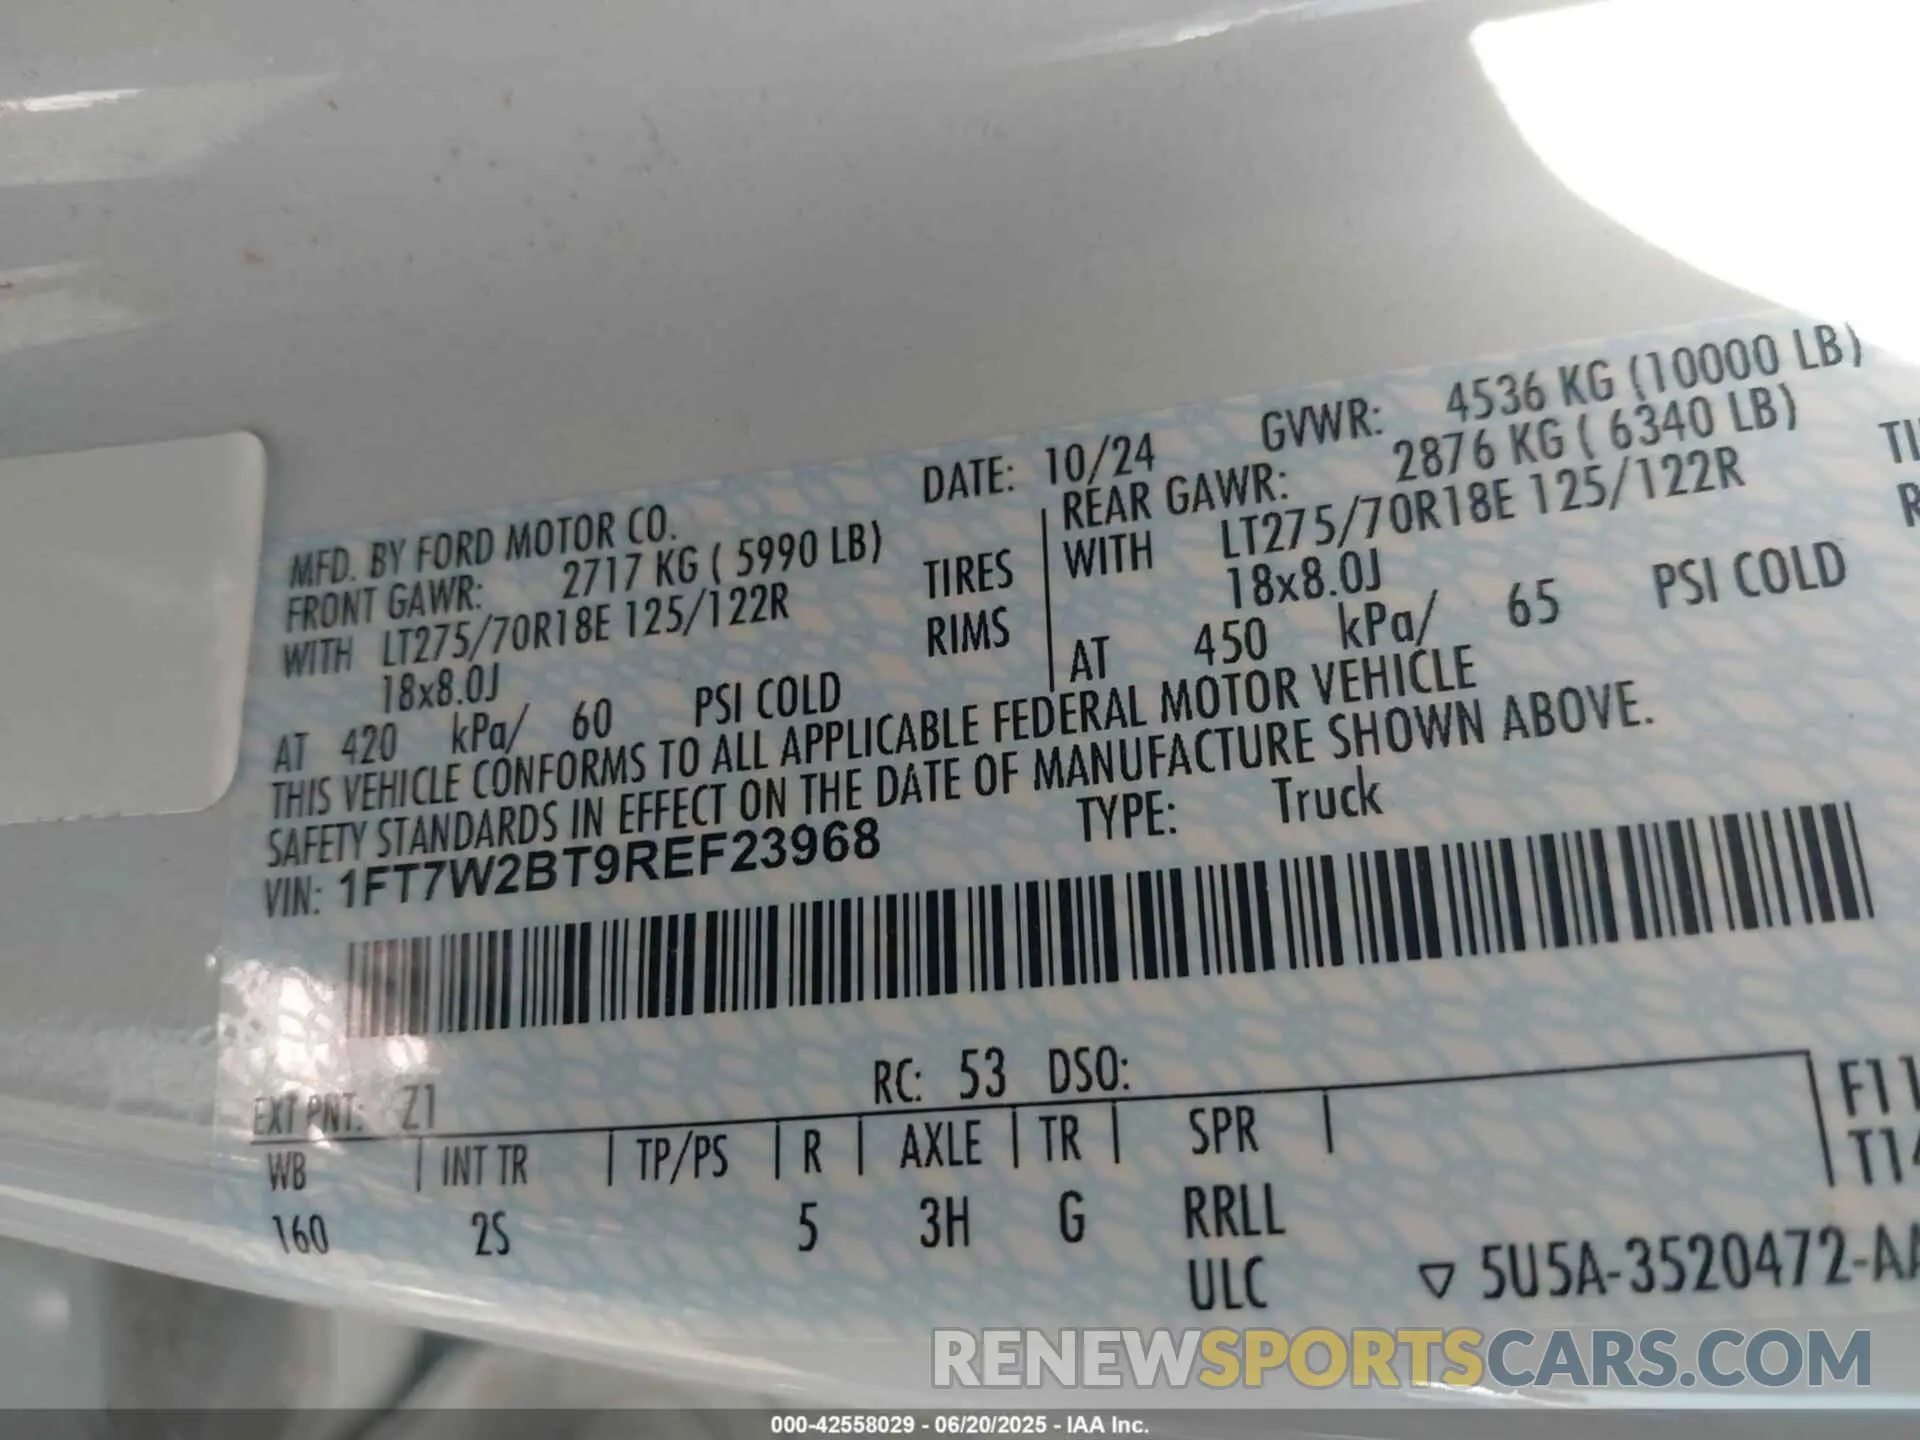 MFD. BY FORD MOTOR CO. DATE: 10/24 GVWR: 4536 KG (10000 LB)
FRONT GAWR: 2717 KG ( 5990 LB) REAR GAWR: 2876 KG ( 6340 LB)
WITH LT275/70R18E 125/122R TIRES WITH LT275/70R18E 125/122R
18x8.0J RIMS 18x8.0J
AT 420 kPa/ 60 PSI COLD AT 450 kPa/ 65 PSI COLD
THIS VEHICLE CONFORMS TO ALL APPLICABLE FEDERAL MOTOR VEHICLE
SAFETY STANDARDS IN EFFECT ON THE DATE OF MANUFACTURE SHOWN ABOVE.
VIN: 1FT7W2BT9REF23968 TYPE: Truck
EXT PNT: Z1 RC: 53 DSO:
WB | INT TR | TP/PS | R | AXLE | TR | SPR |
160 2S 5 3H G RRLL
ULC ▽ 5U5A-3520472-AA
RENEWSPORTSCARS.COM
000-42558029 - 06/20/2025 - IAA Inc.